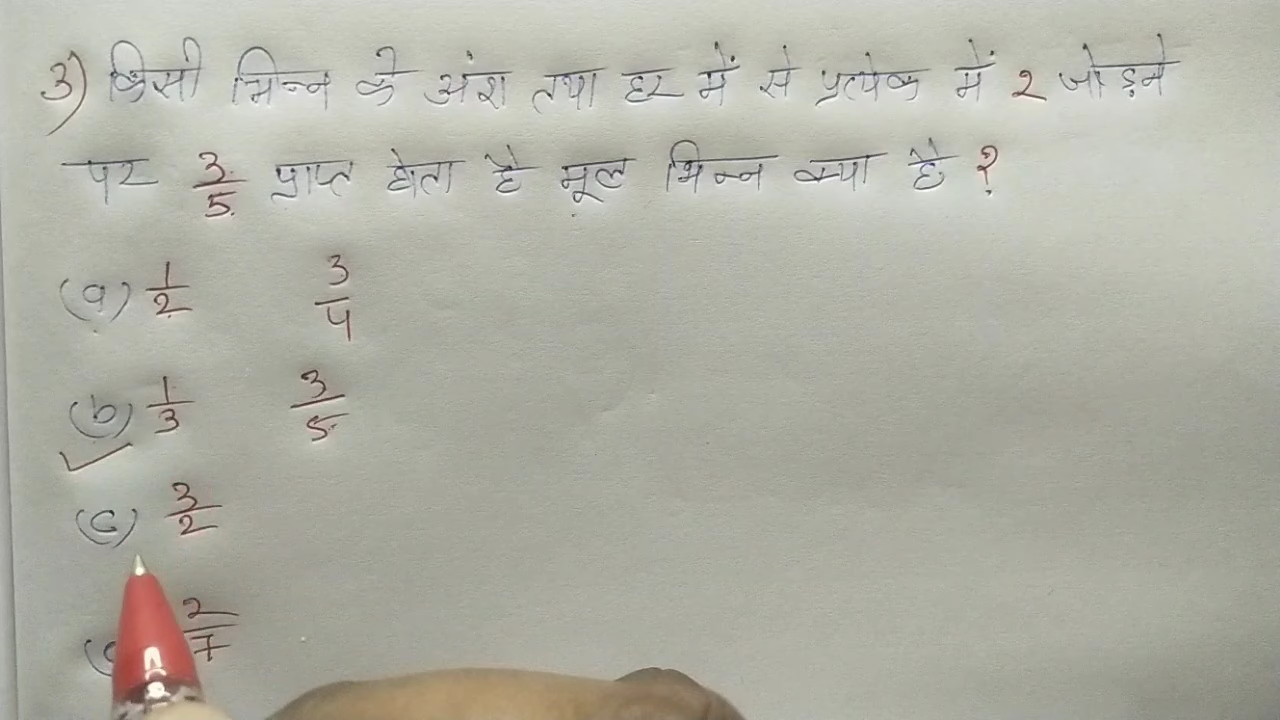 3) किसी भिन्न के अंश तथा हर में से प्रत्येक में 2 जोड़ने
पर 3/5 प्राप्त होता है मूल भिन्न क्या है ?
(a) 1/2 3/4
(b) 1/3 3/5
(c) 3/2
2/7